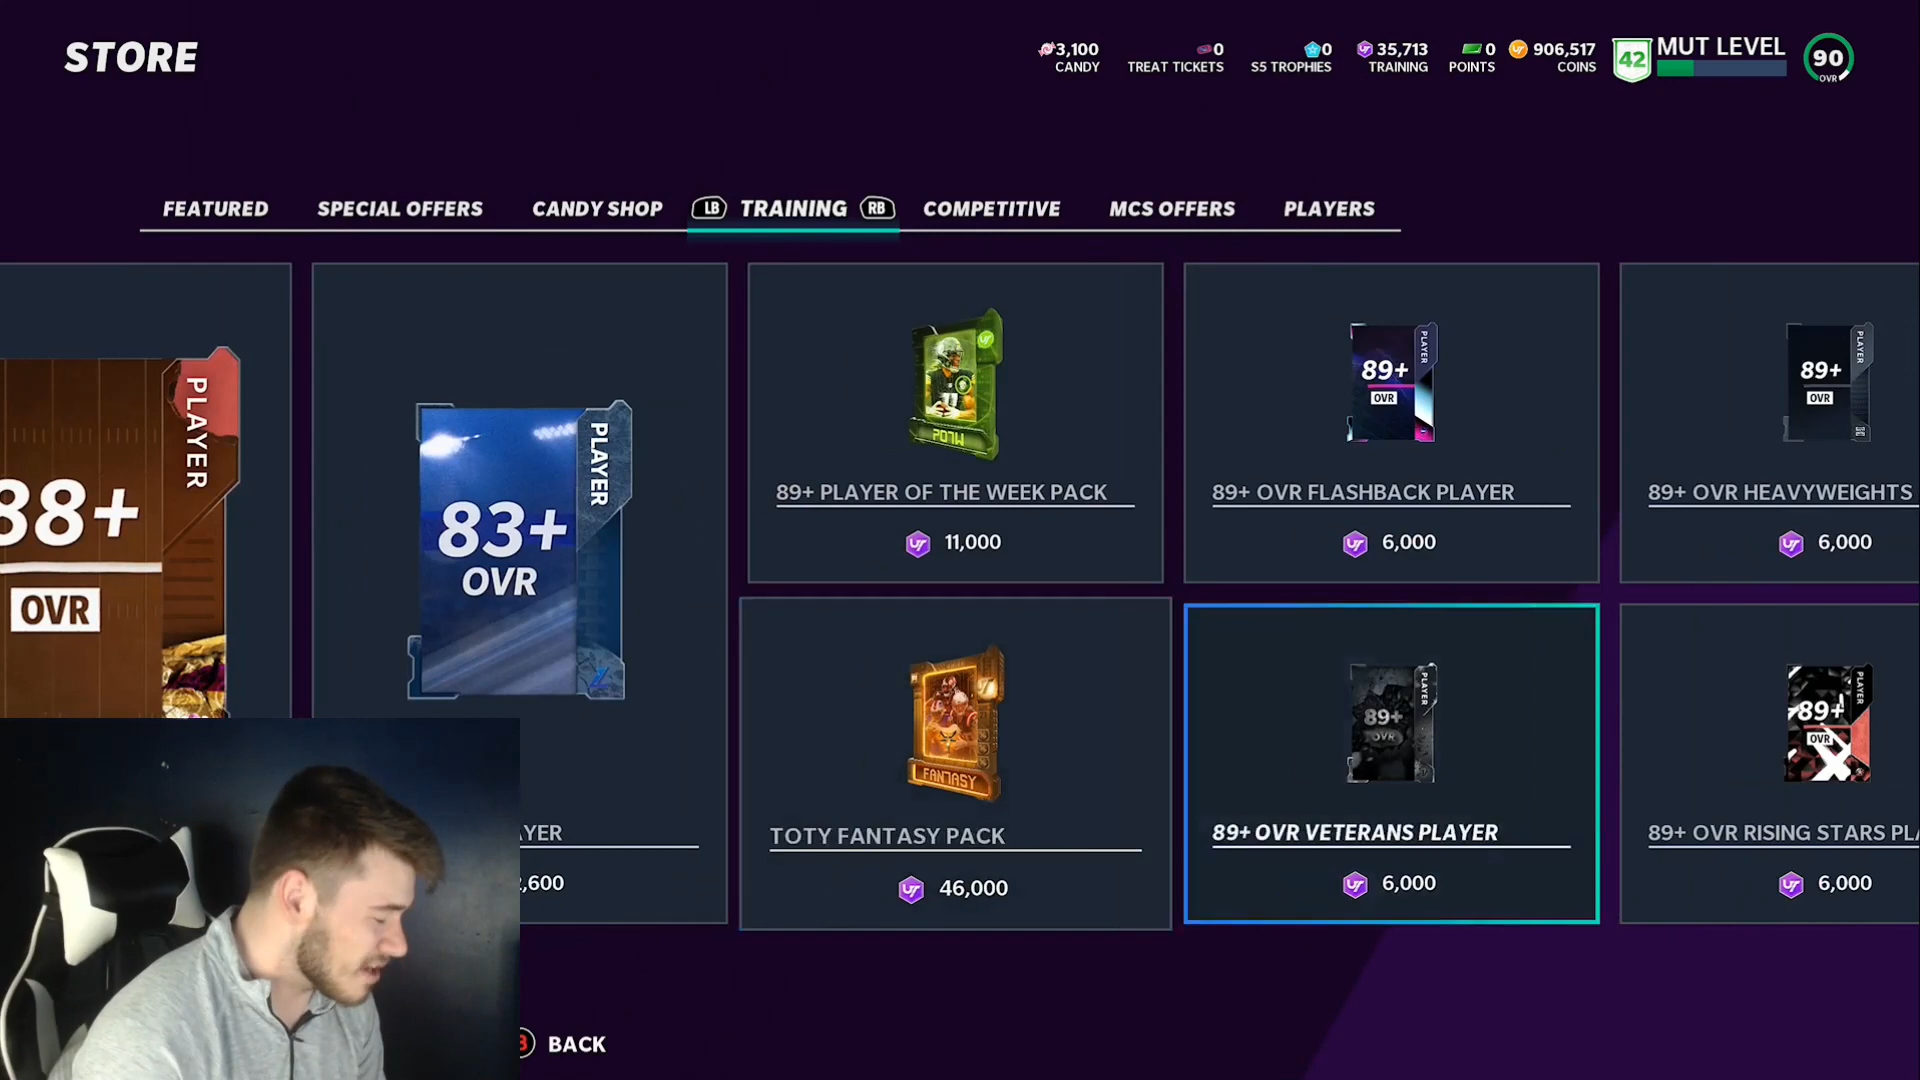 STORE
3,100
CANDY
0
TREAT TICKETS
0
S5 TROPHIES
35,713
TRAINING
0
POINTS
906,517
COINS
42
MUT LEVEL
90
OVR
FEATURED
SPECIAL OFFERS
CANDY SHOP
LB
TRAINING
RB
COMPETITIVE
MCS OFFERS
PLAYERS
88+
OVR
PLAYER
83+
OVR
PLAYER
POTW
89+ PLAYER OF THE WEEK PACK
11,000
89+
OVR
PLAYER
89+ OVR FLASHBACK PLAYER
6,000
89+
OVR
PLAYER
89+ OVR HEAVYWEIGHTS
6,000
YER
2,600
FANTASY
TOTY FANTASY PACK
46,000
89+
OVR
PLAYER
89+ OVR VETERANS PLAYER
6,000
89+
OVR
PLAYER
89+ OVR RISING STARS PLA
6,000
B BACK